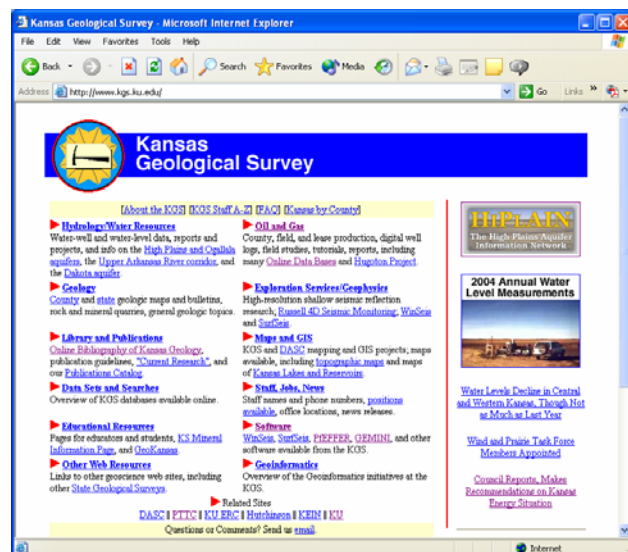 Kansas Geological Survey - Microsoft Internet Explorer
File Edit View Favorites Tools Help
Back Search Favorites Media
Address http://www.kgs.ku.edu/ Go Links »
Kansas
Geological Survey
[About the KGS] [KGS Staff A-Z] [FAQ] [Kansas by County]
Hydrology/Water Resources
Water-well and water-level data, reports and
projects, and info on the High Plains and Ogallala
aquifers, the Upper Arkansas River corridor, and
the Dakota aquifer.
Oil and Gas
County, field, and lease production, digital well
logs, field studies, tutorials, reports, including
many Online Data Bases and Hugoton Project.
Geology
County and state geologic maps and bulletins,
rock and mineral quarries, general geologic topics.
Exploration Services/Geophysics
High-resolution shallow seismic reflection
research, Russell 4D Seismic Monitoring, WinSeis
and SurfSeis.
Library and Publications
Online Bibliography of Kansas Geology,
publication guidelines, "Current Research", and
our Publications Catalog.
Maps and GIS
KGS and DASC mapping and GIS projects; maps
available, including topographic maps and maps
of Kansas Lakes and Reservoirs.
Data Sets and Searches
Overview of KGS databases available online.
Staff, Jobs, News
Staff names and phone numbers, positions
available, office locations, news releases.
Educational Resources
Pages for educators and students, KS Mineral
Information Page, and GeoKansas.
Software
WinSeis, SurfSeis, PfEFFER, GEMINI, and other
software available from the KGS.
Other Web Resources
Links to other geoscience web sites, including
other State Geological Surveys.
Geoinformatics
Overview of the Geoinformatics initiatives at the
KGS.
Related Sites
DASC || PTTC || KU ERC || Hutchinson || KEIN || KU
Questions or Comments? Send us email.
HiPLAIN
The High Plains Aquifer
Information Network
2004 Annual Water
Level Measurements
Water Levels Decline in Central
and Western Kansas, Though Not
as Much as Last Year
Wind and Prairie Task Force
Members Appointed
Council Reports, Makes
Recommendations on Kansas
Energy Situation
Internet